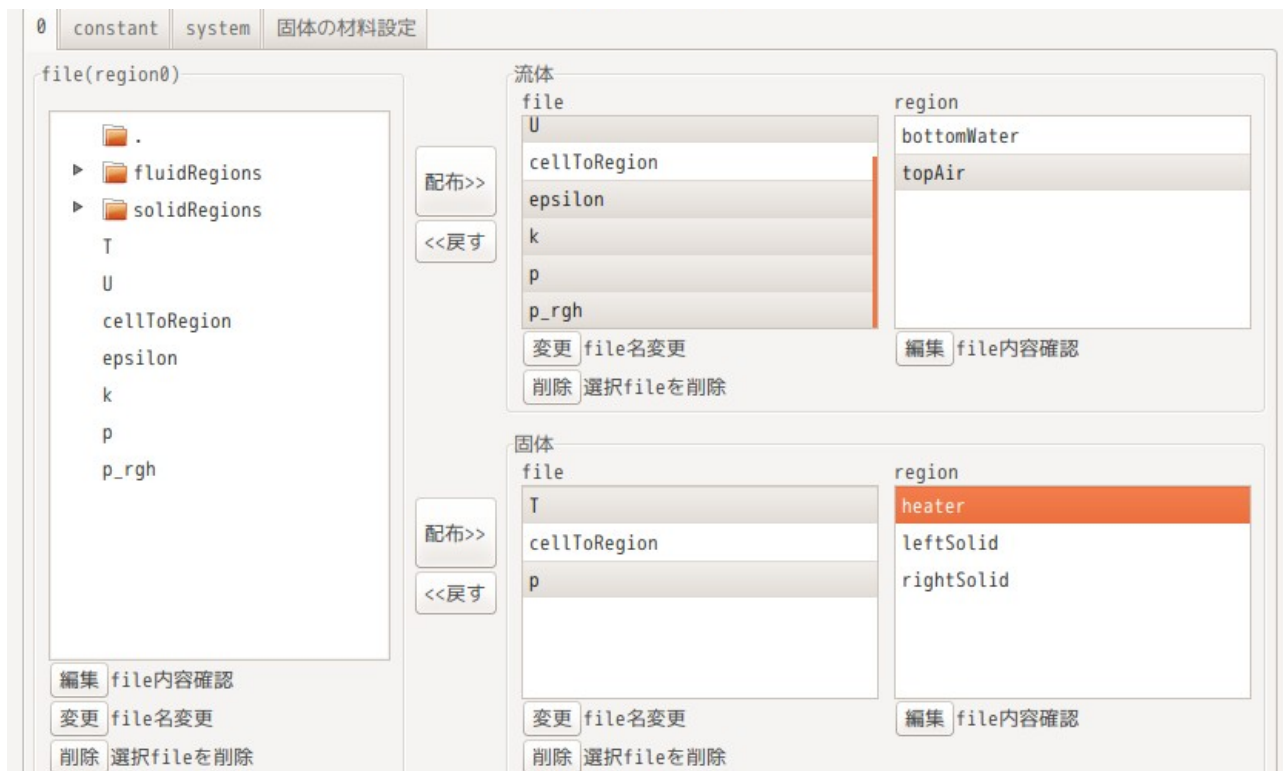 0 constant system 固体の材料設定
file(region0)
.
fluidRegions
solidRegions
T
U
cellToRegion
epsilon
k
p
p_rgh
編集 file内容確認
変更 file名変更
削除 選択fileを削除
配布>>
<<戻す
配布>>
<<戻す
流体
file
U
cellToRegion
epsilon
k
p
p_rgh
変更 file名変更
削除 選択fileを削除
region
bottomWater
topAir
編集 file内容確認
固体
file
T
cellToRegion
p
変更 file名変更
削除 選択fileを削除
region
heater
leftSolid
rightSolid
編集 file内容確認